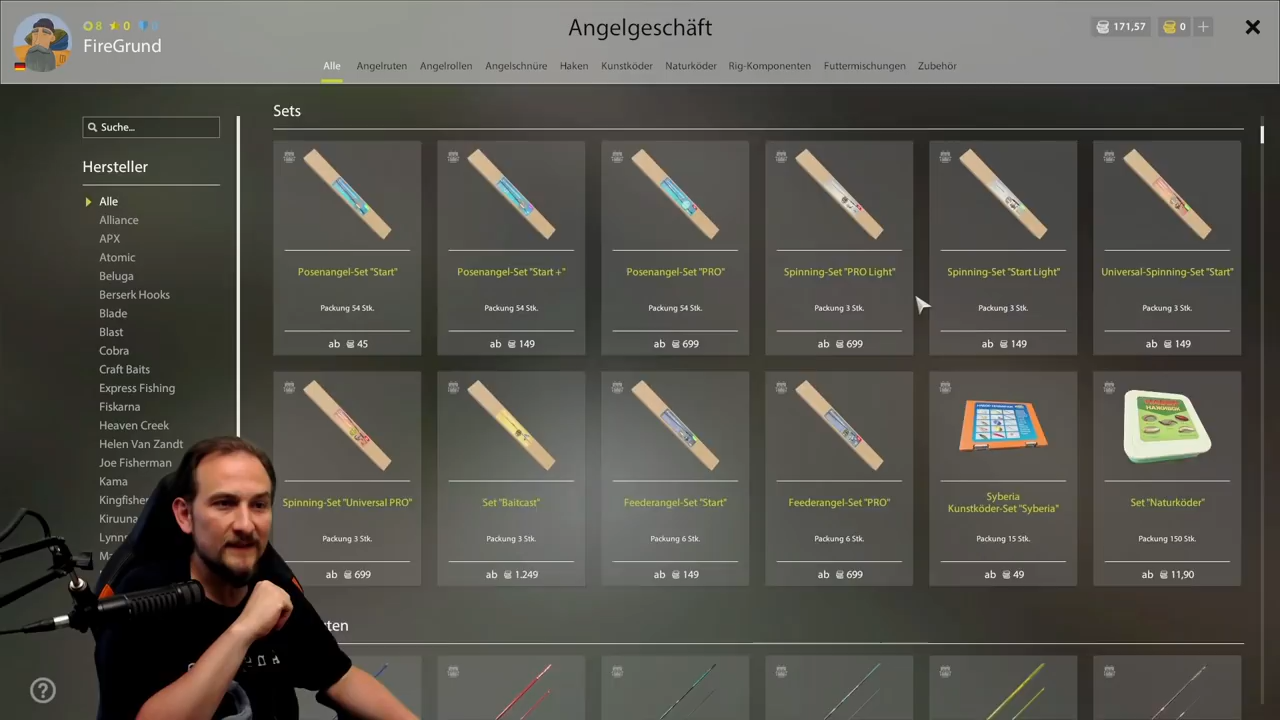 8 0 0
FireGrund
Angelgeschäft
171,57
0
Alle Angelruten Angelrollen Angelschnüre Haken Kunstköder Naturköder Rig-Komponenten Futtermischungen Zubehör
Suche...
Hersteller
Alle
Alliance
APX
Atomic
Beluga
Berserk Hooks
Blade
Blast
Cobra
Craft Baits
Express Fishing
Fiskarna
Heaven Creek
Helen Van Zandt
Joe Fisherman
Kama
Kingfisher
Kiruuna
Sets
Posenangel-Set "Start" Posenangel-Set "Start +" Posenangel-Set "PRO" Spinning-Set "PRO Light" Spinning-Set "Start Light" Universal-Spinning-Set "Start"
Packung 54 Stk. Packung 54 Stk. Packung 54 Stk. Packung 3 Stk. Packung 3 Stk. Packung 3 Stk.
ab 45 ab 149 ab 699 ab 699 ab 149 ab 149
Spinning-Set "Universal PRO" Set "Baitcast" Feederangel-Set "Start" Feederangel-Set "PRO" Syberia
Kunstköder-Set "Syberia" Set "Naturköder"
Packung 3 Stk. Packung 3 Stk. Packung 6 Stk. Packung 6 Stk. Packung 15 Stk. Packung 150 Stk.
ab 699 ab 1.249 ab 149 ab 699 ab 49 ab 11,90
ten
?